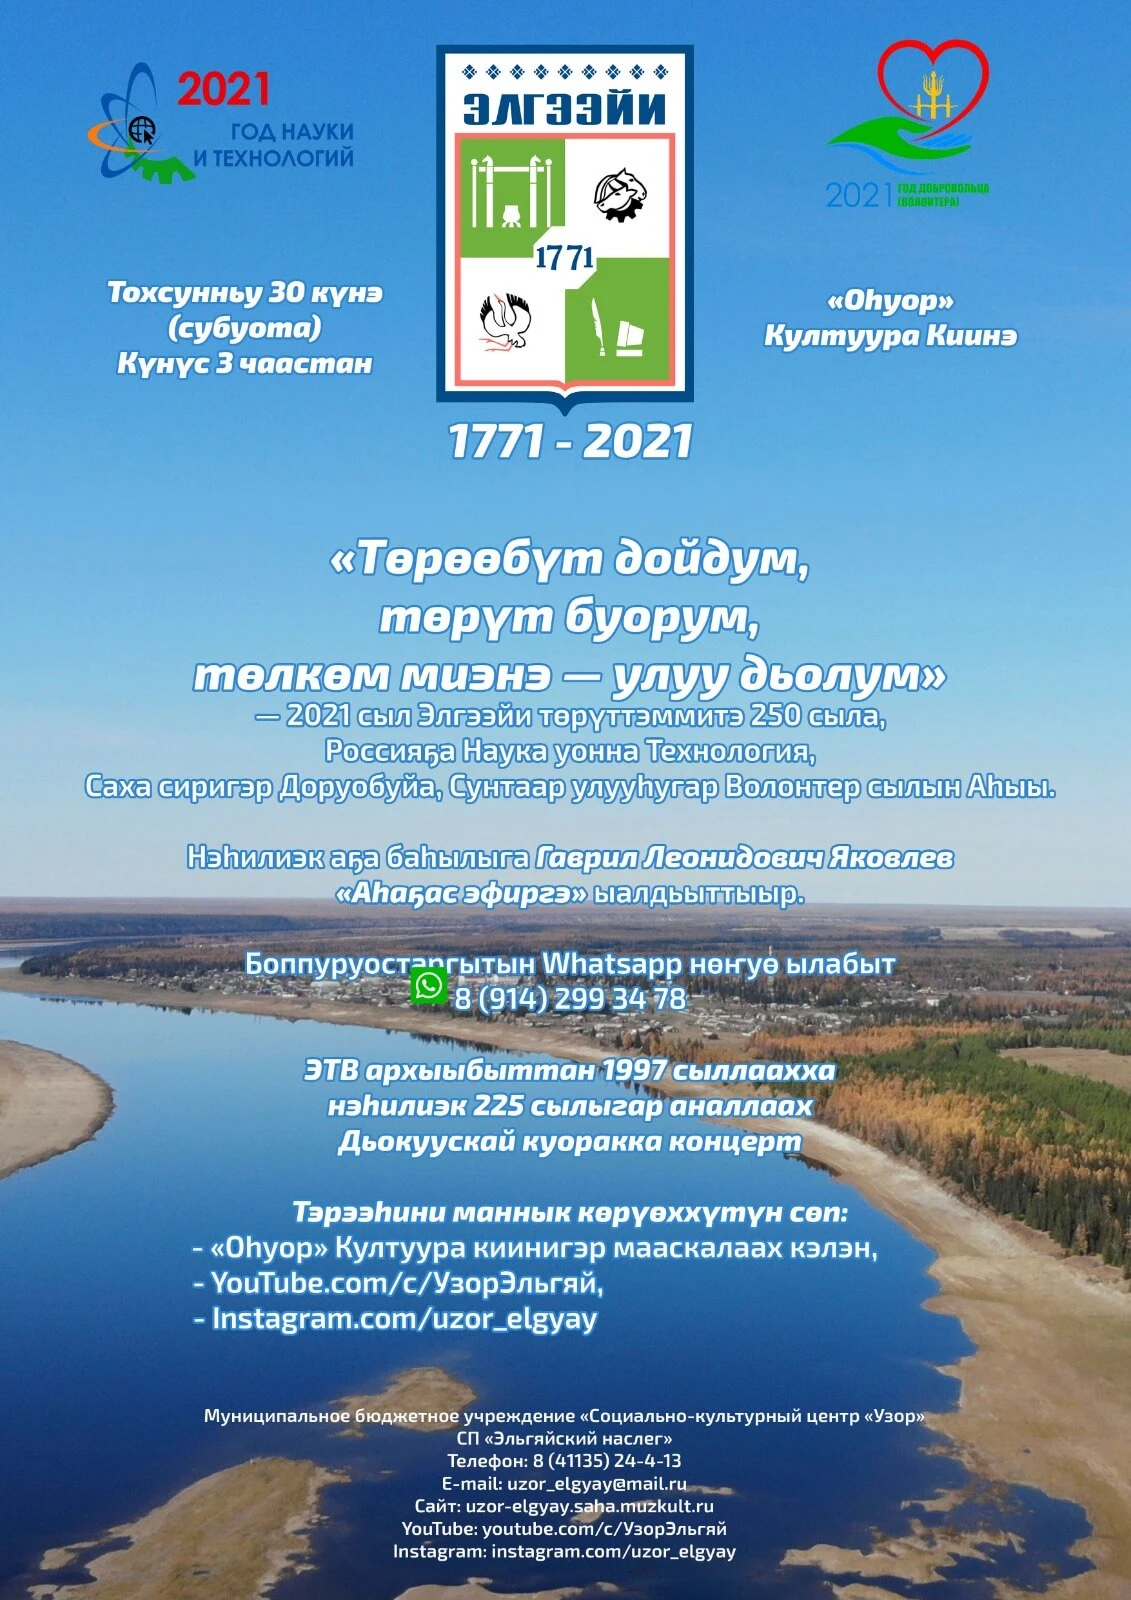 2021
ГОД НАУКИ
И ТЕХНОЛОГИЙ
ЭЛГЭЭЙИ
1771
2021 ГОД ДОБРОВОЛЬЦА
(ВОЛОНТЕРА)
Тохсунньу 30 күнэ
(субуота)
Күнүс 3 чаастан
«Оһуор»
Култуура Киинэ
1771 - 2021
«Төрөөбүт дойдум,
төрүт буорум,
төлкөм миэнэ — улуу дьолум»
— 2021 сыл Элгээйи төрүттэммитэ 250 сыла,
Россияҕа Наука уонна Технология,
Саха сиригэр Доруобуйа, Сунтаар улууһугар Волонтер сылын Аһыы.
Нэһилиэк аҕа баһылыга Гаврил Леонидович Яковлев
«Аһаҕас эфиргэ» ыалдьыттыыр.
Боппуруостаргытын Whatsapp нөҥүө ылабыт
8 (914) 299 34 78
ЭТВ архыыбыттан 1997 сыллаахха
нэһилиэк 225 сылыгар аналлаах
Дьокуускай куоракка концерт
Тэрээһини маннык көрүөххүтүн сөп:
- «Оһуор» Култуура киинигэр мааскалаах кэлэн,
- YouTube.com/c/УзорЭльгяй,
- Instagram.com/uzor_elgyay
Муниципальное бюджетное учреждение «Социально-культурный центр «Узор»
СП «Эльгяйский наслег»
Телефон: 8 (41135) 24-4-13
E-mail: uzor_elgyay@mail.ru
Сайт: uzor-elgyay.saha.muzkult.ru
YouTube: youtube.com/c/УзорЭльгяй
Instagram: instagram.com/uzor_elgyay